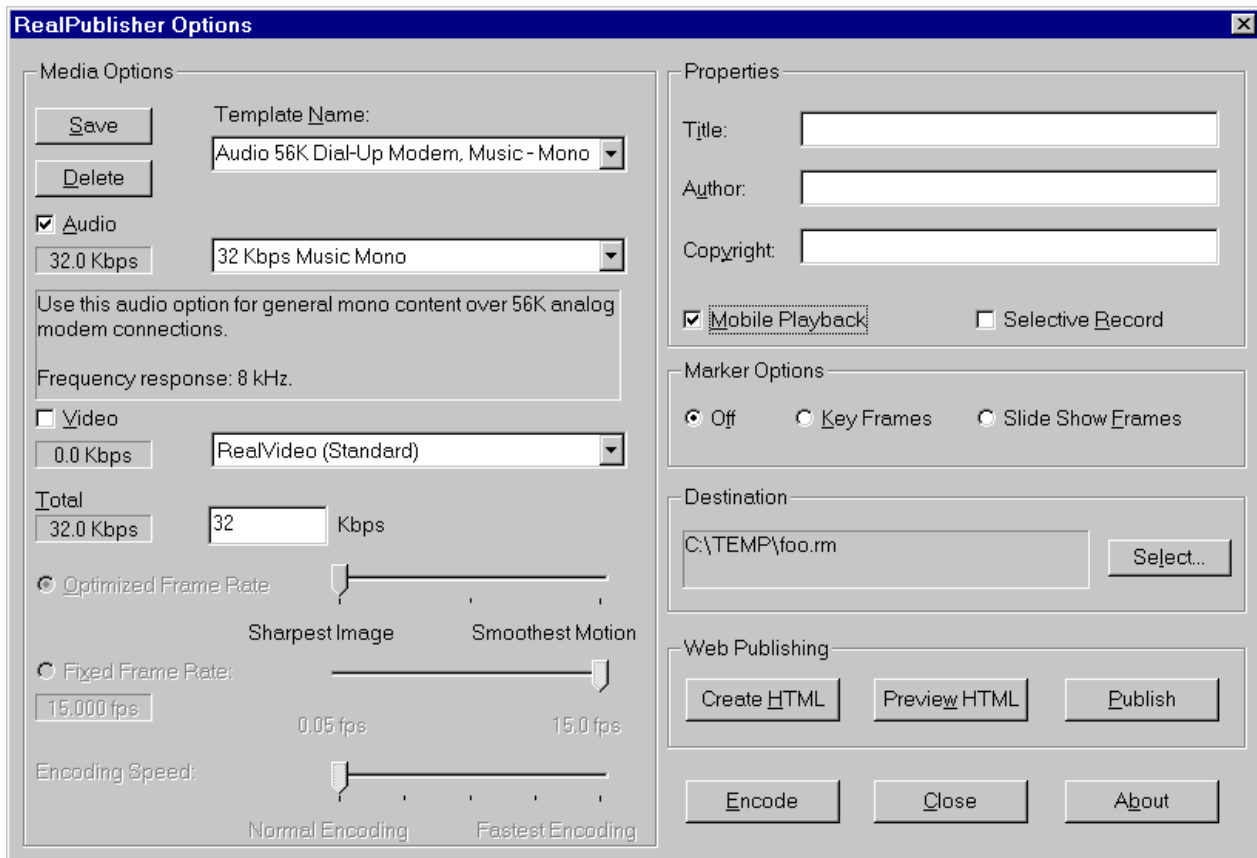 RealPublisher Options
Media Options
Save
Template Name:
Audio 56K Dial-Up Modem, Music - Mono
Delete
Audio
32.0 Kbps
32 Kbps Music Mono
Use this audio option for general mono content over 56K analog
modem connections.
Frequency response: 8 kHz.
Video
0.0 Kbps
RealVideo (Standard)
Total
32.0 Kbps
32
Kbps
Optimized Frame Rate
Sharpest Image
Smoothest Motion
Fixed Frame Rate:
15.000 fps
0.05 fps
15.0 fps
Encoding Speed:
Normal Encoding
Fastest Encoding
Properties
Title:
Author:
Copyright:
Mobile Playback
Selective Record
Marker Options
Off
Key Frames
Slide Show Frames
Destination
C:\TEMP\foo.rm
Select...
Web Publishing
Create HTML
Preview HTML
Publish
Encode
Close
About